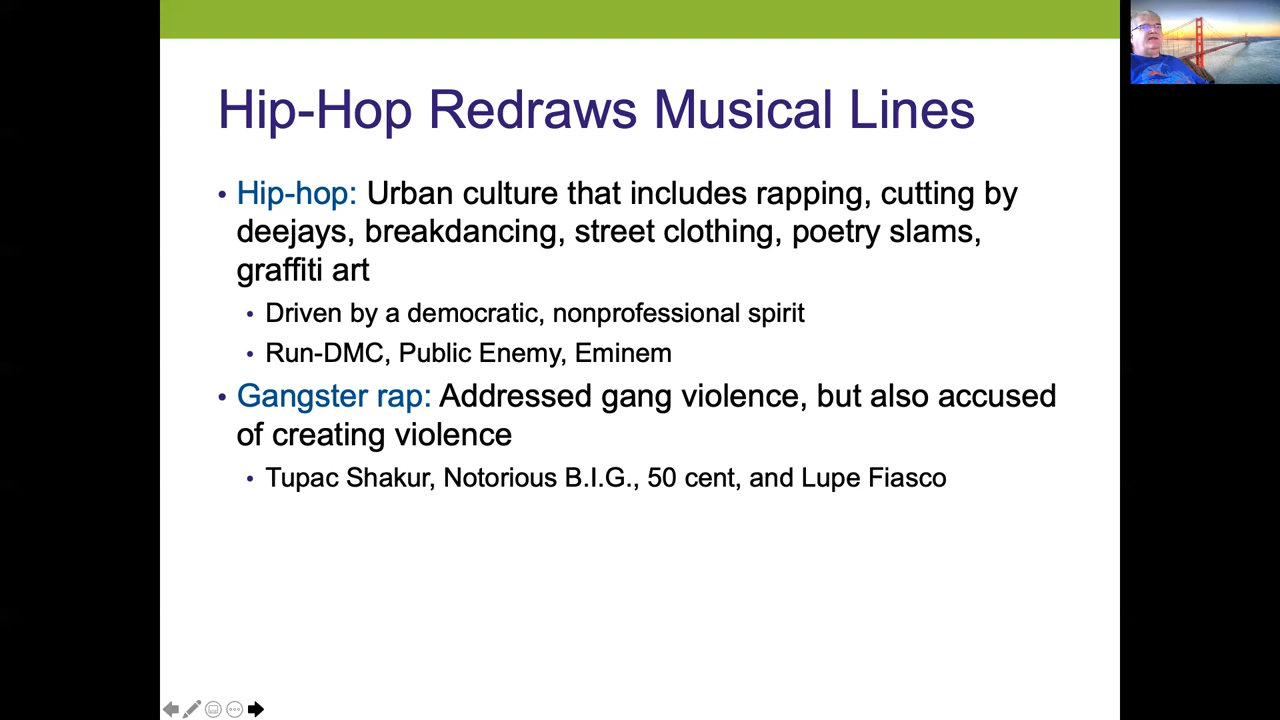 Hip-Hop Redraws Musical Lines
• Hip-hop: Urban culture that includes rapping, cutting by
deejays, breakdancing, street clothing, poetry slams,
graffiti art
• Driven by a democratic, nonprofessional spirit
• Run-DMC, Public Enemy, Eminem
• Gangster rap: Addressed gang violence, but also accused
of creating violence
• Tupac Shakur, Notorious B.I.G., 50 cent, and Lupe Fiasco